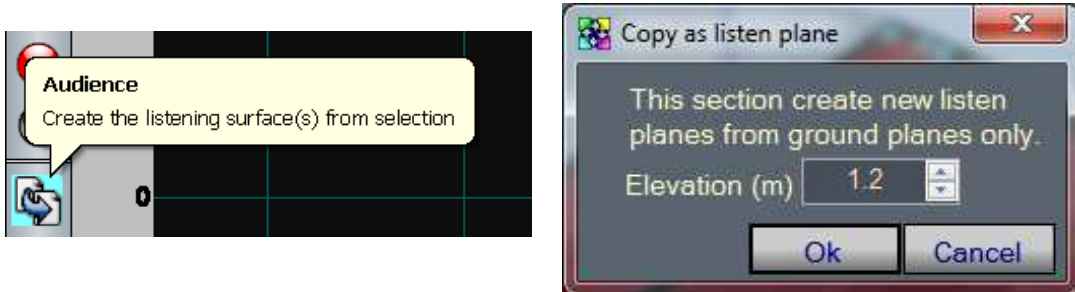 Audience
Create the listening surface(s) from selection
0
Copy as listen plane
This section create new listen
planes from ground planes only.
Elevation (m) 1.2
Ok Cancel